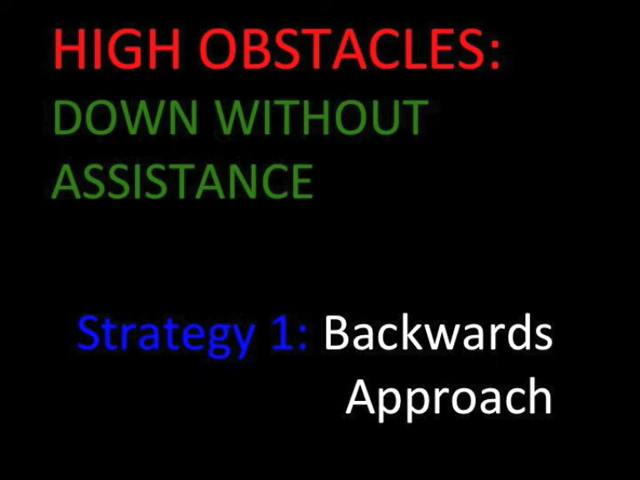 HIGH OBSTACLES:
DOWN WITHOUT
ASSISTANCE
Strategy 1: Backwards
Approach